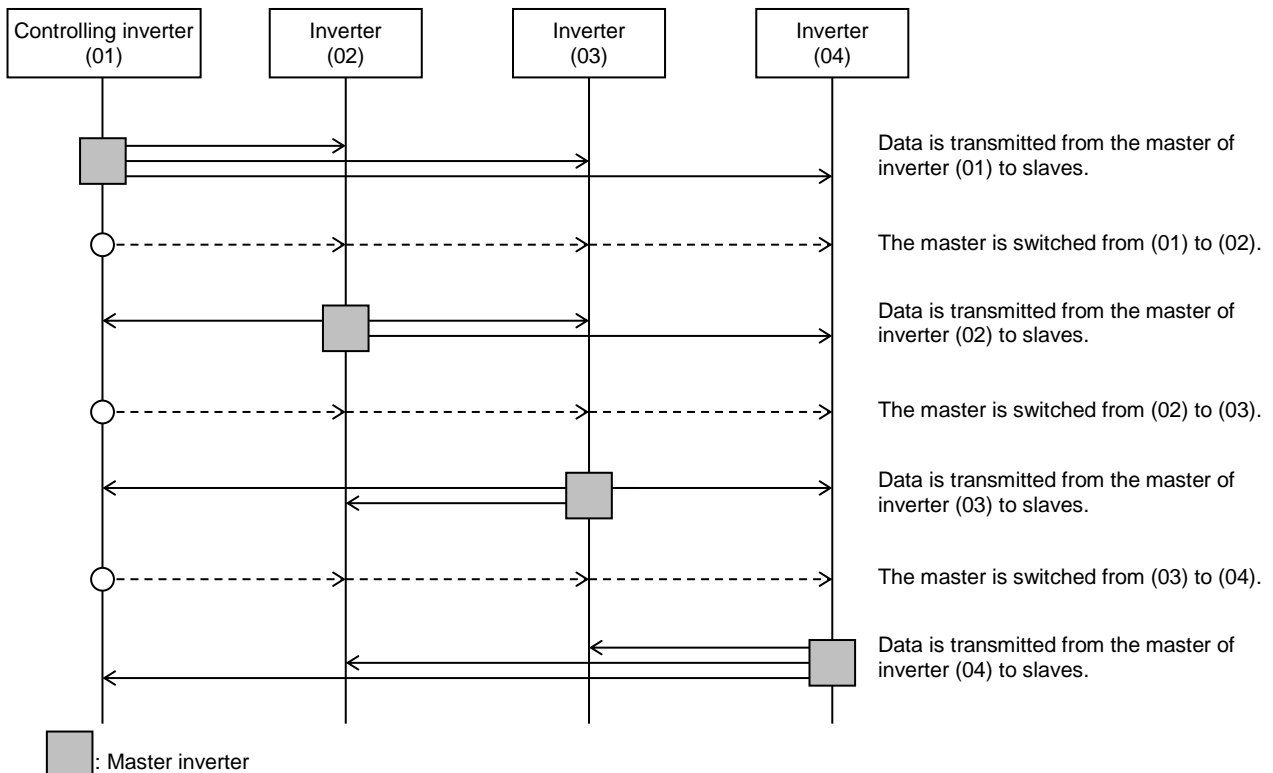 Controlling inverter
(01)
Inverter
(02)
Inverter
(03)
Inverter
(04)
Data is transmitted from the master of
inverter (01) to slaves.
The master is switched from (01) to (02).
Data is transmitted from the master of
inverter (02) to slaves.
The master is switched from (02) to (03).
Data is transmitted from the master of
inverter (03) to slaves.
The master is switched from (03) to (04).
Data is transmitted from the master of
inverter (04) to slaves.
: Master inverter